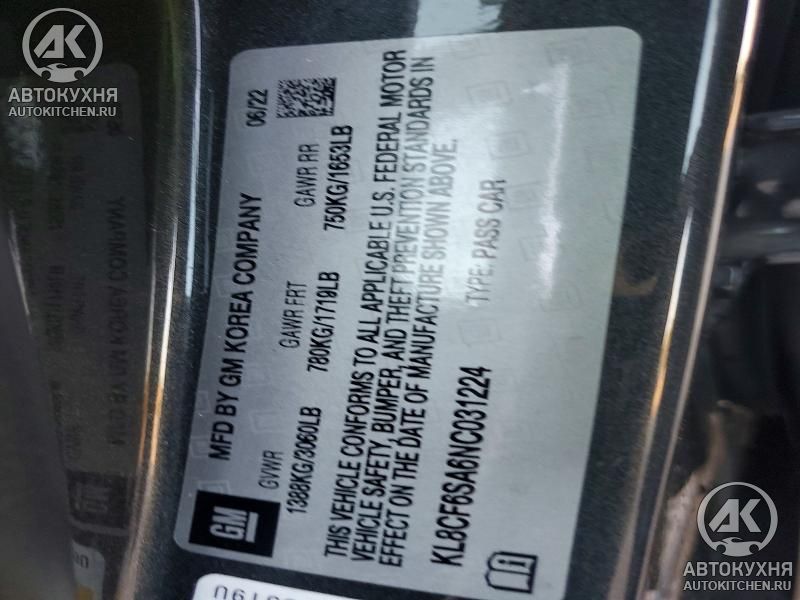 АВТОКУХНЯ
AUTOKITCHEN.RU
GM
MFD BY GM KOREA COMPANY
06/22
GVWR
GAWR FRT
GAWR RR
1388KG/3060LB
780KG/1719LB
750KG/1653LB
THIS VEHICLE CONFORMS TO ALL APPLICABLE U.S. FEDERAL MOTOR
VEHICLE SAFETY, BUMPER, AND THEFT PREVENTION STANDARDS IN
EFFECT ON THE DATE OF MANUFACTURE SHOWN ABOVE.
KL8CF6SA6NC031224
TYPE: PASS CAR
АВТОКУХНЯ
AUTOKITCHEN.RU